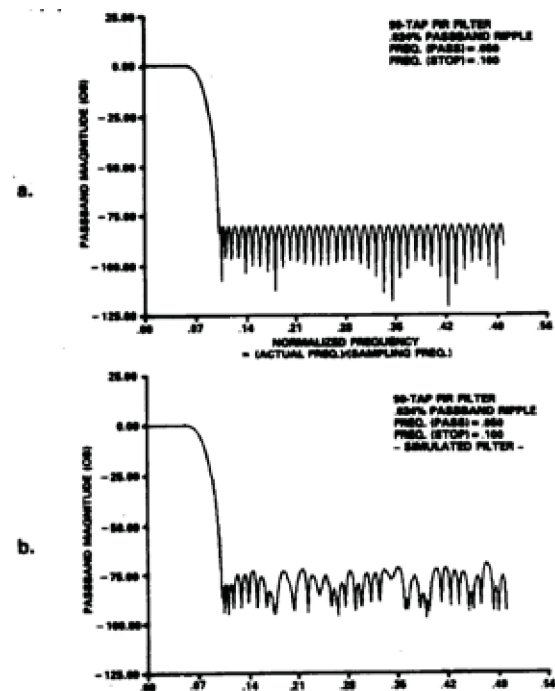 a.
PASSBAND MAGNITUDE (DB)
25.00
0.00
-25.00
-50.00
-75.00
-100.00
-125.00
-TAP FIR FILTER
.024% PASSBAND RIPPLE
FREQ. (PASS) = .050
FREQ. (STOP) = .100
.00 .07 .14 .21 .28 .35 .42 .49 .56
NORMALIZED FREQUENCY
= (ACTUAL FREQ.)/(SAMPLING FREQ.)
b.
PASSBAND MAGNITUDE (DB)
25.00
0.00
-25.00
-50.00
-75.00
-100.00
-125.00
-TAP FIR FILTER
.024% PASSBAND RIPPLE
FREQ. (PASS) = .050
FREQ. (STOP) = .100
- SIMULATED FILTER -
.00 .07 .14 .21 .28 .35 .42 .49 .56